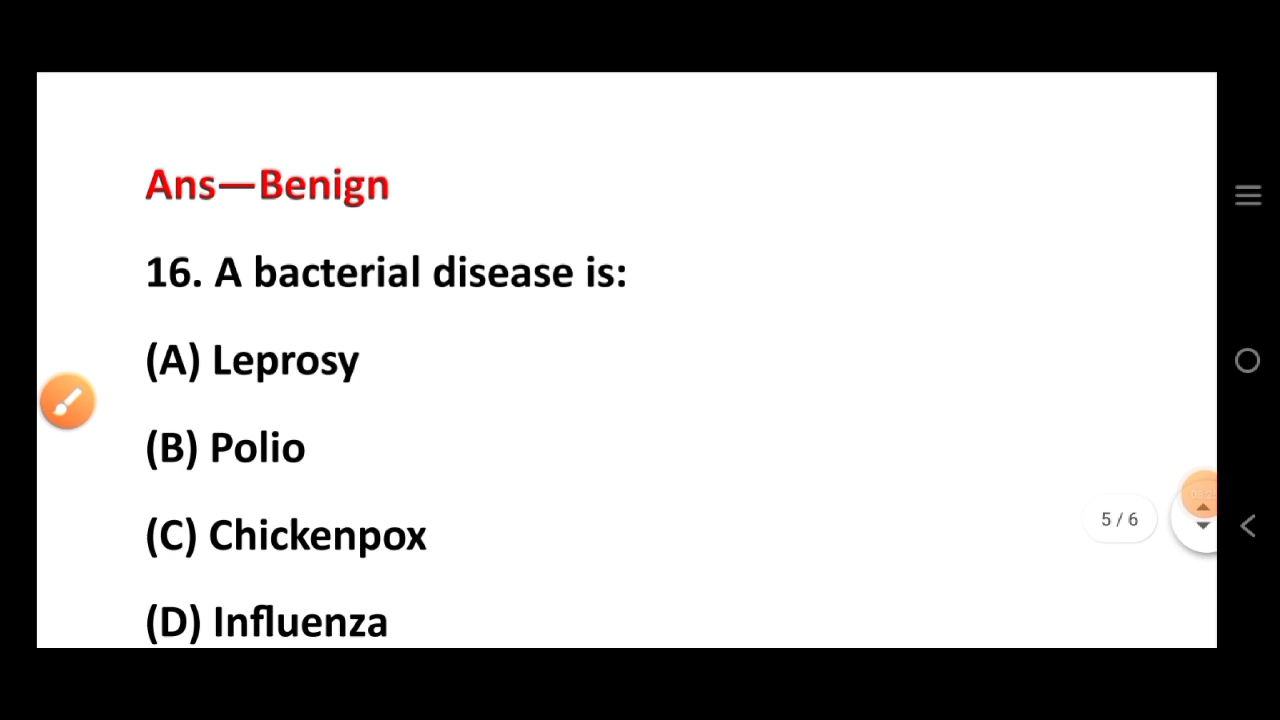 Ans—Benign
16. A bacterial disease is:
(A) Leprosy
(B) Polio
(C) Chickenpox
5 / 6
(D) Influenza